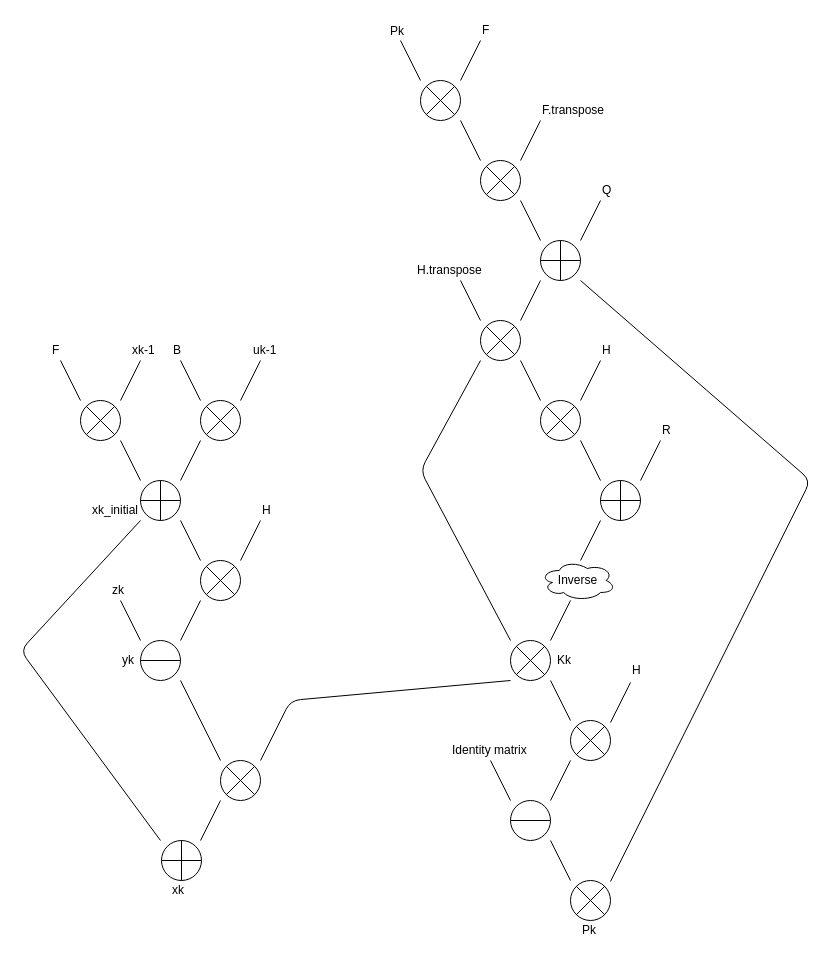 Pk
F
F.transpose
Q
H.transpose
F
xk-1
B
uk-1
H
R
xk_initial
H
Inverse
zk
yk
Kk
H
Identity matrix
xk
Pk